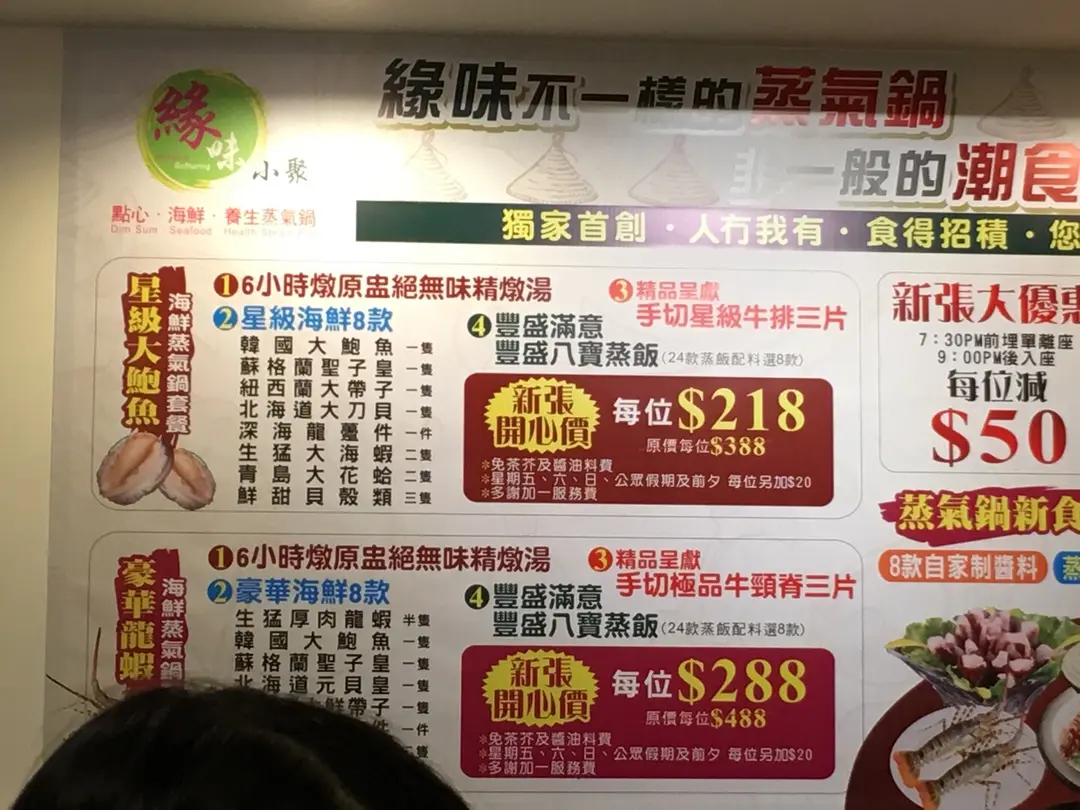 緣味
小聚
點心·海鮮·養生蒸氣鍋
Dim Sum Seafood Health
緣味不一樣的蒸氣鍋
非一般的潮食
獨家首創·人冇我有·食得招積·您
星級大鮑魚
海鮮蒸氣鍋套餐
1 6小時燉原盅絕無味精燉湯
2 星級海鮮8款
韓國大鮑魚 一隻
蘇格蘭聖子皇 一隻
紐西蘭大帶子 一隻
北海道大刀貝 一隻
深海龍躉件 一件
生猛大海蝦 二隻
青島大花蛤 二隻
鮮甜貝殼類 三隻
3 精品呈獻
手切星級牛排三片
4 豐盛滿意
豐盛八寶蒸飯(24款蒸飯配料選8款)
新張
開心價
每位$218
原價每位$388
*免茶芥及醬油料費
*星期五、六、日、公眾假期及前夕 每位另加$20
*多謝加一服務費
新張大優惠
7:30PM前埋單離座
9:00PM後入座
每位減
$50
蒸氣鍋新食
8款自家制醬料
蒸
豪華龍蝦
海鮮蒸氣鍋
1 6小時燉原盅絕無味精燉湯
2 豪華海鮮8款
生猛厚肉龍蝦 半隻
韓國大鮑魚 一隻
蘇格蘭聖子皇 一隻
北海道元貝皇 一隻
大鮮帶子 一隻
件 一件
隻
3 精品呈獻
手切極品牛頸脊三片
4 豐盛滿意
豐盛八寶蒸飯(24款蒸飯配料選8款)
新張
開心價
每位$288
原價每位$488
*免茶芥及醬油料費
*星期五、六、日、公眾假期及前夕 每位另加$20
*多謝加一服務費